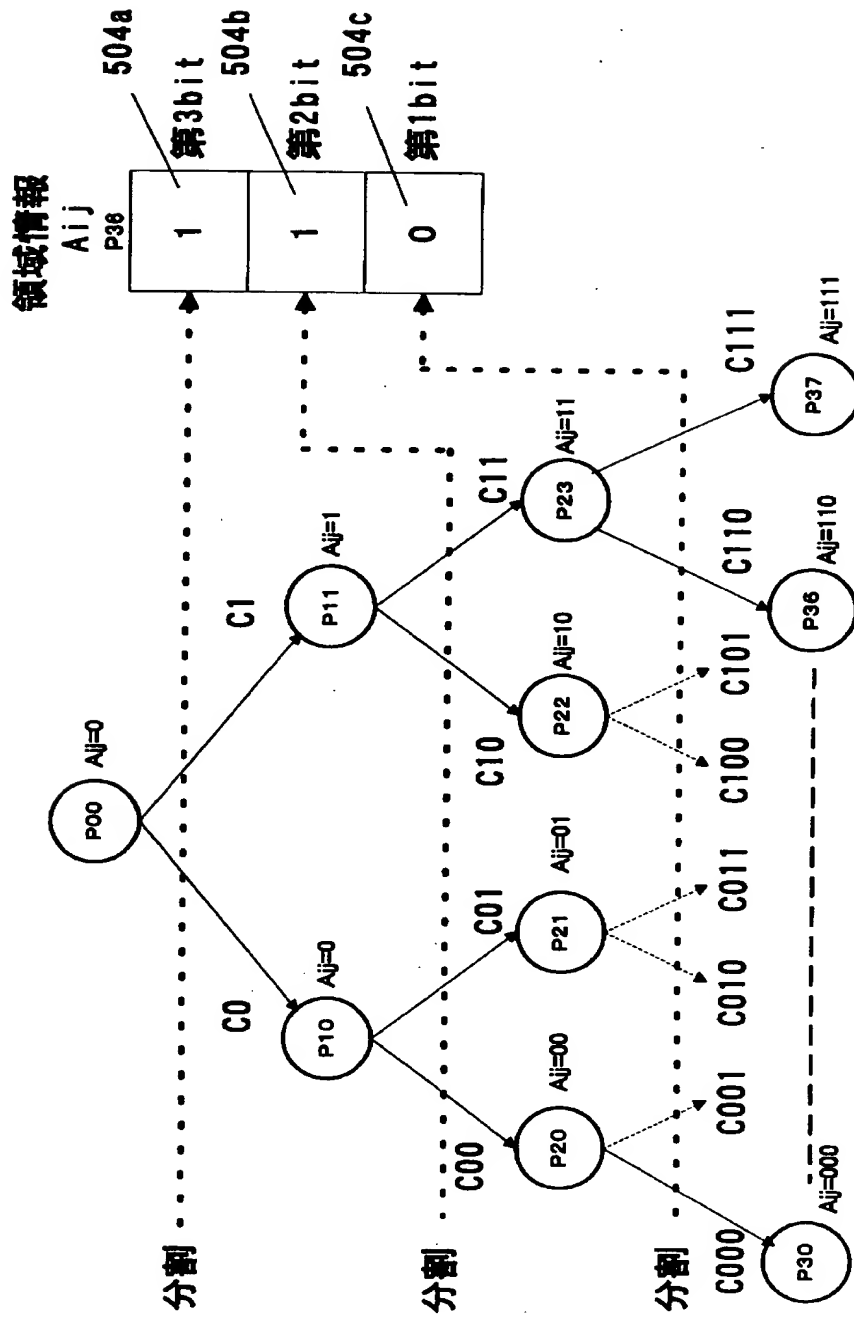 領域情報
Aij
P36
1
504a
第3bit
1
504b
第2bit
0
504c
第1bit
P00
Aij=0
分割
C0
C1
P10
Aij=0
P11
Aij=1
分割
C00
C01
C10
C11
P20
Aij=00
P21
Aij=01
P22
Aij=10
P23
Aij=11
分割
C000
C001
C010
C011
C100
C101
C110
C111
P30
Aij=000
P36
Aij=110
P37
Aij=111